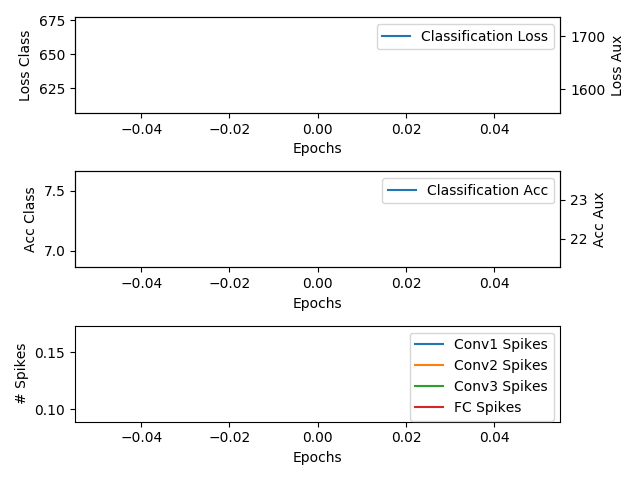 675
650
625
Loss Class
Classification Loss
1700
1600
Loss Aux
−0.04 −0.02 0.00 0.02 0.04
Epochs
7.5
7.0
Acc Class
Classification Acc
23
22
Acc Aux
−0.04 −0.02 0.00 0.02 0.04
Epochs
0.15
0.10
# Spikes
Conv1 Spikes
Conv2 Spikes
Conv3 Spikes
FC Spikes
−0.04 −0.02 0.00 0.02 0.04
Epochs